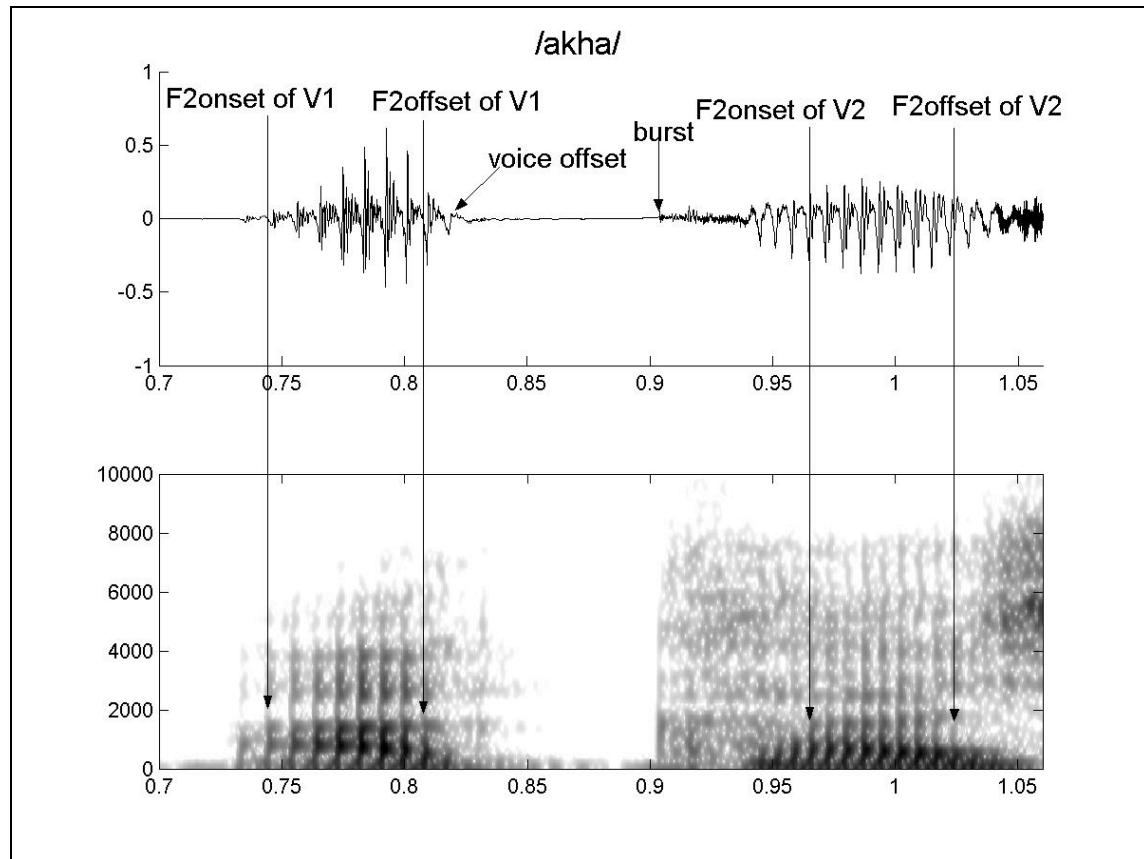 /akha/
1
F2onset of V1
F2offset of V1
F2onset of V2
F2offset of V2
burst
0.5
voice offset
0
-0.5
-1
0.7 0.75 0.8 0.85 0.9 0.95 1 1.05
10000
8000
6000
4000
2000
0
0.7 0.75 0.8 0.85 0.9 0.95 1 1.05